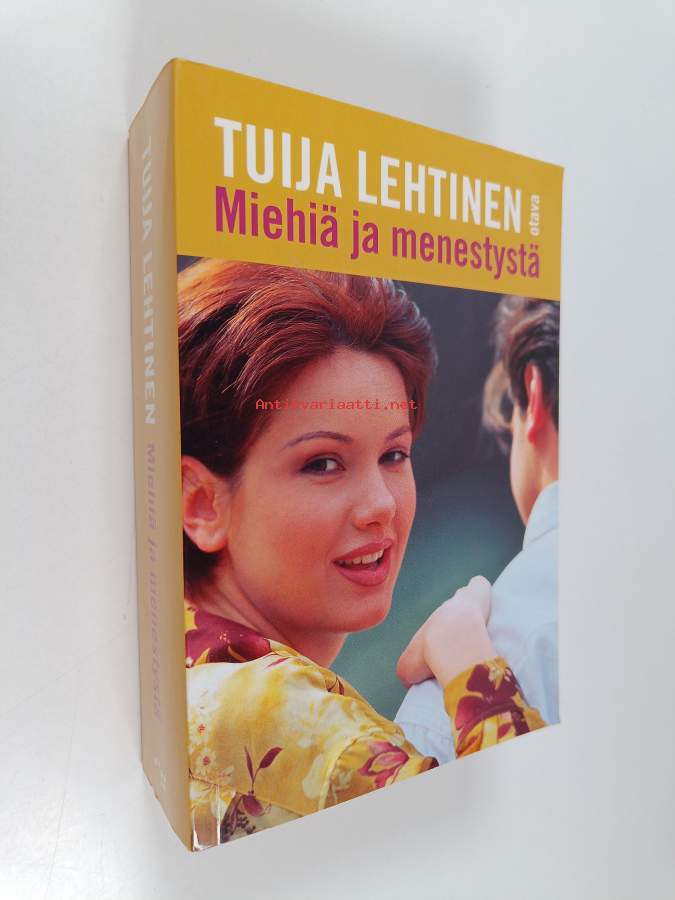 TUIJA LEHTINEN
Miehiä ja menestystä
otava
Antikvariaatti.net
TUIJA LEHTINEN Miehiä ja menestystä